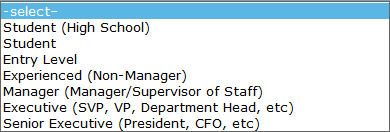 -select-
Student (High School)
Student
Entry Level
Experienced (Non-Manager)
Manager (Manager/Supervisor of Staff)
Executive (SVP, VP, Department Head, etc)
Senior Executive (President, CFO, etc)